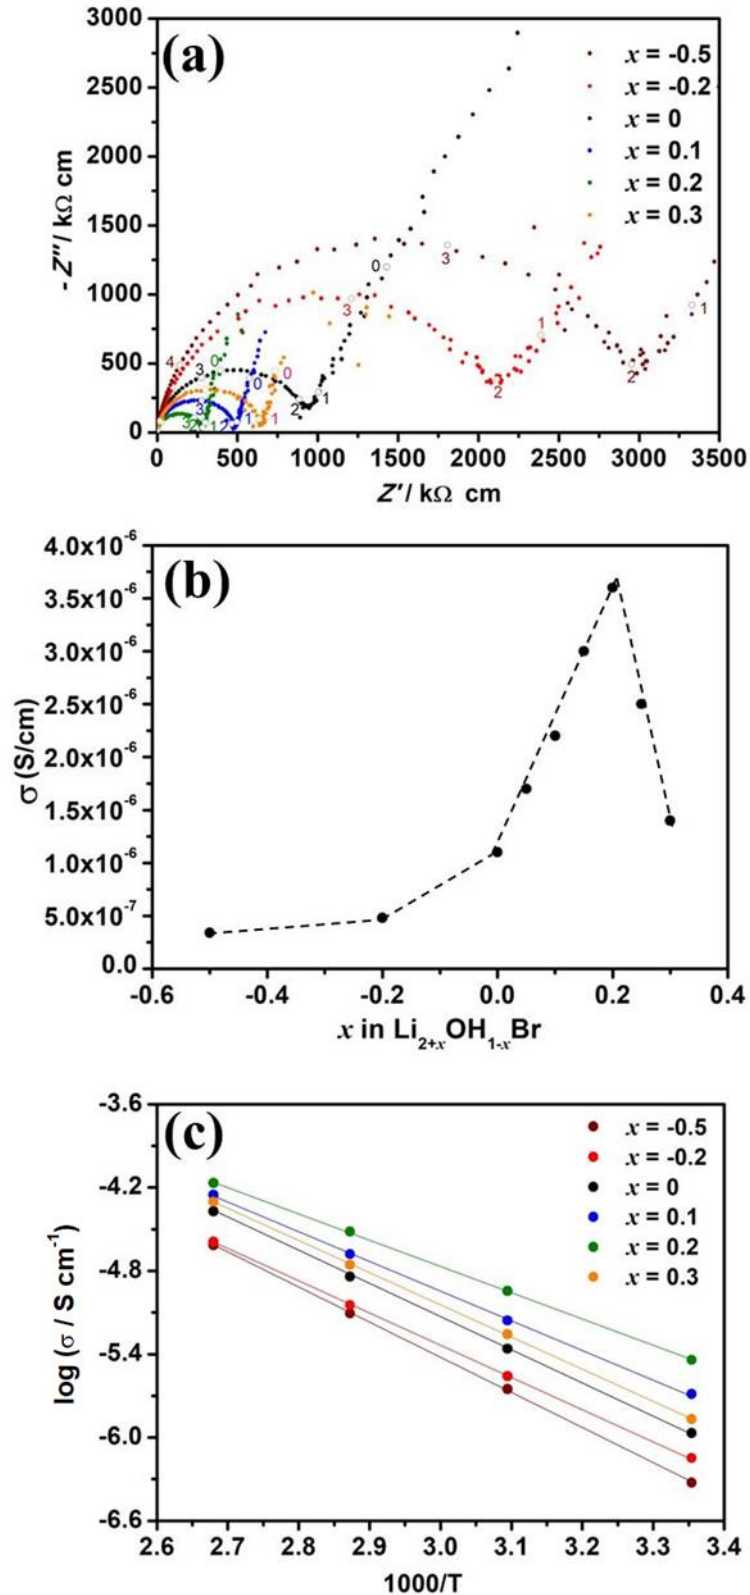 (a)
3000
2500
2000
1500
1000
500
0
-Z''/ kΩ cm
x = -0.5
x = -0.2
x = 0
x = 0.1
x = 0.2
x = 0.3
0
3
3
1
1
4
3
0
0
0
2
2
2
1
3
3
2
1
2
1
1
0 500 1000 1500 2000 2500 3000 3500
Z'/ kΩ cm
(b)
4.0x10⁻⁶
3.5x10⁻⁶
3.0x10⁻⁶
2.5x10⁻⁶
2.0x10⁻⁶
1.5x10⁻⁶
1.0x10⁻⁶
5.0x10⁻⁷
0.0
σ (S/cm)
-0.6 -0.4 -0.2 0.0 0.2 0.4
x in Li₂₊ₓOH₁₋ₓBr
(c)
-3.6
-4.2
-4.8
-5.4
-6.0
-6.6
log (σ / S cm⁻¹)
x = -0.5
x = -0.2
x = 0
x = 0.1
x = 0.2
x = 0.3
2.6 2.7 2.8 2.9 3.0 3.1 3.2 3.3 3.4
1000/T